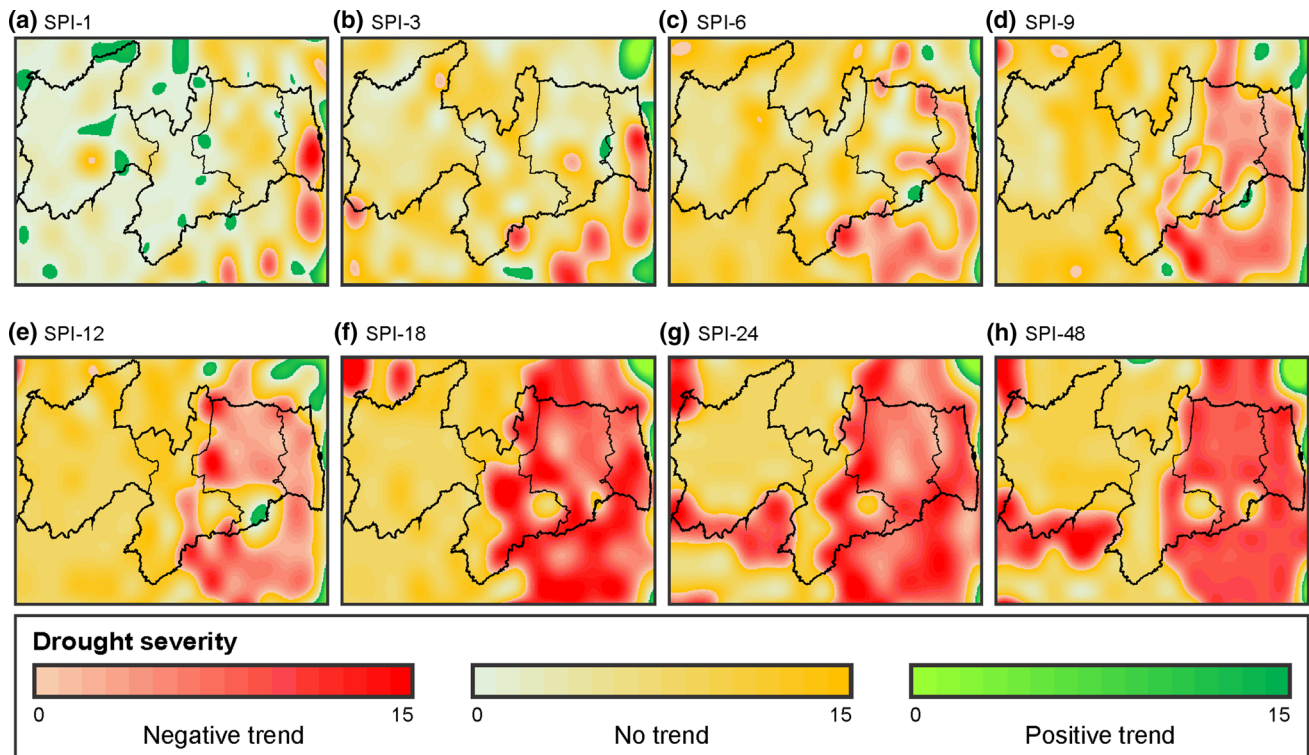 (a) SPI-1
(b) SPI-3
(c) SPI-6
(d) SPI-9
(e) SPI-12
(f) SPI-18
(g) SPI-24
(h) SPI-48
Drought severity
0 15
Negative trend
0 15
No trend
0 15
Positive trend